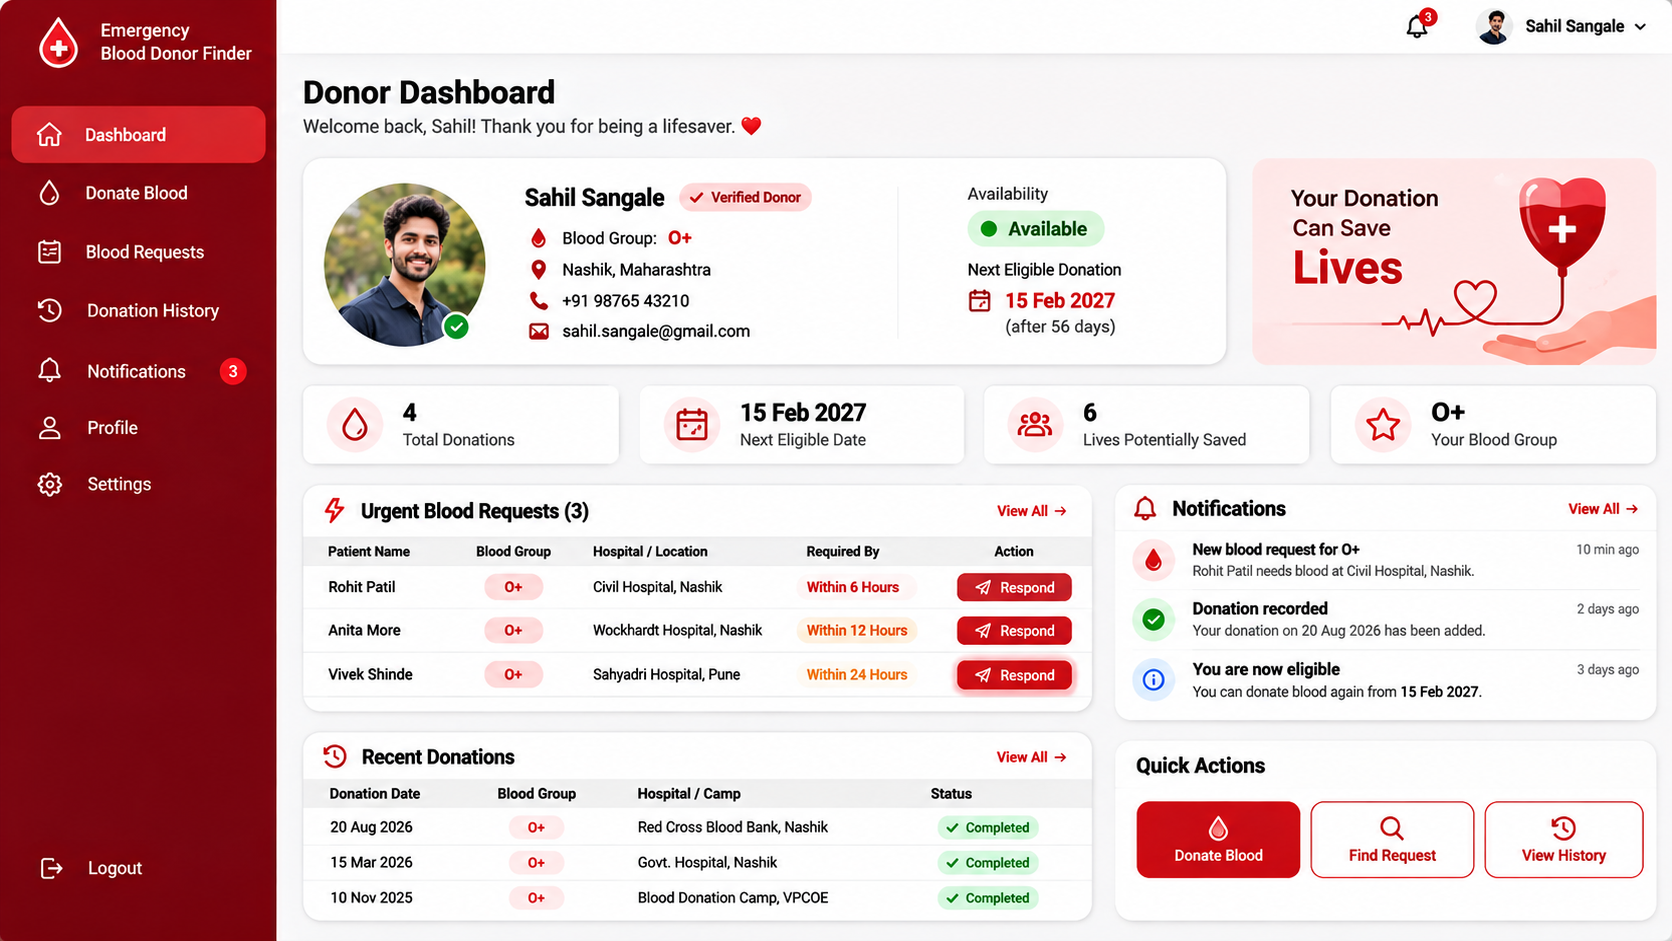 Emergency
Blood Donor Finder
Dashboard
Donate Blood
Blood Requests
Donation History
Notifications 3
Profile
Settings
Logout
3
Sahil Sangale
Donor Dashboard
Welcome back, Sahil! Thank you for being a lifesaver. ❤️
Sahil Sangale Verified Donor
Blood Group: O+
Nashik, Maharashtra
+91 98765 43210
sahil.sangale@gmail.com
Availability
Available
Next Eligible Donation
15 Feb 2027
(after 56 days)
Your Donation
Can Save
Lives
4
Total Donations
15 Feb 2027
Next Eligible Date
6
Lives Potentially Saved
O+
Your Blood Group
Urgent Blood Requests (3) View All →
Patient Name Blood Group Hospital / Location Required By Action
Rohit Patil O+ Civil Hospital, Nashik Within 6 Hours Respond
Anita More O+ Wockhardt Hospital, Nashik Within 12 Hours Respond
Vivek Shinde O+ Sahyadri Hospital, Pune Within 24 Hours Respond
Notifications View All →
New blood request for O+ 10 min ago
Rohit Patil needs blood at Civil Hospital, Nashik.
Donation recorded 2 days ago
Your donation on 20 Aug 2026 has been added.
You are now eligible 3 days ago
You can donate blood again from 15 Feb 2027.
Recent Donations View All →
Donation Date Blood Group Hospital / Camp Status
20 Aug 2026 O+ Red Cross Blood Bank, Nashik Completed
15 Mar 2026 O+ Govt. Hospital, Nashik Completed
10 Nov 2025 O+ Blood Donation Camp, VPCOE Completed
Quick Actions
Donate Blood Find Request View History